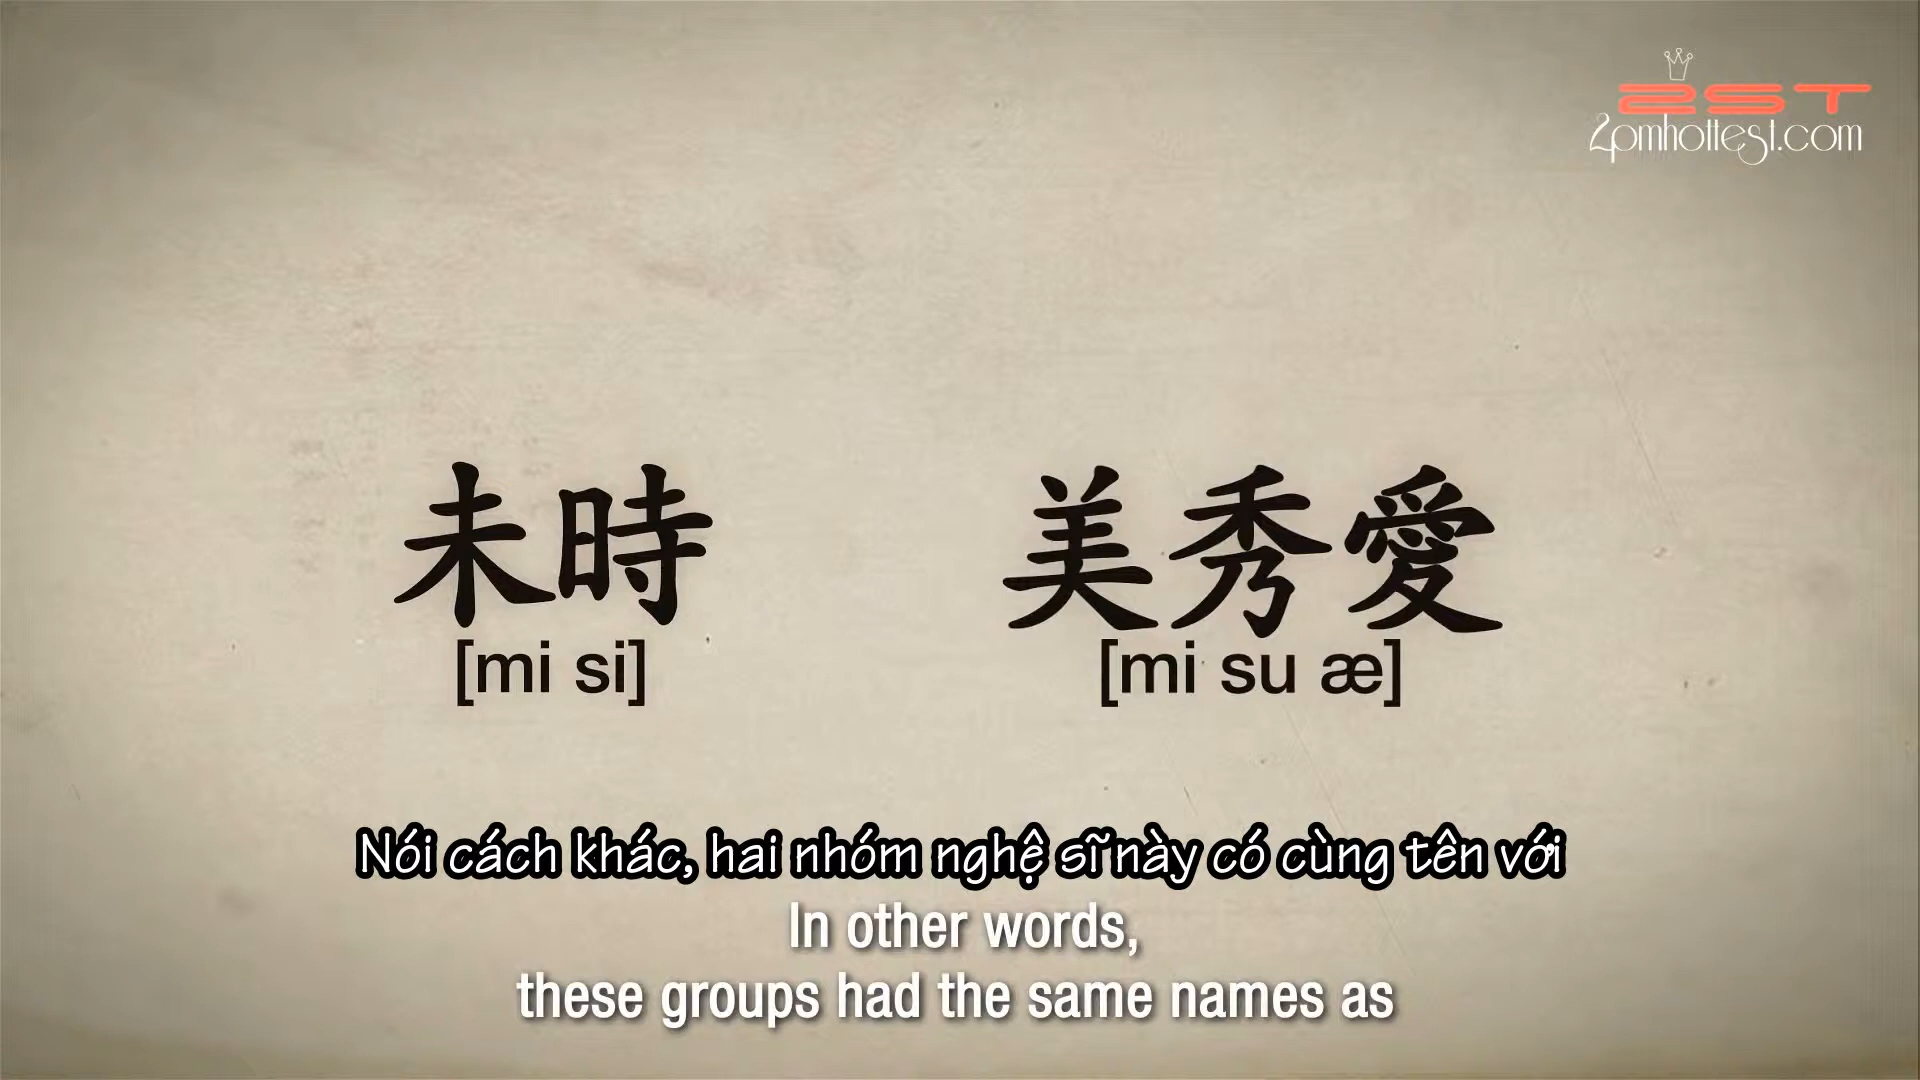 2ST
2pmhottest.com
未時 美秀愛
[mi si] [mi su æ]
Nói cách khác, hai nhóm nghệ sĩ này có cùng tên với
In other words,
these groups had the same names as